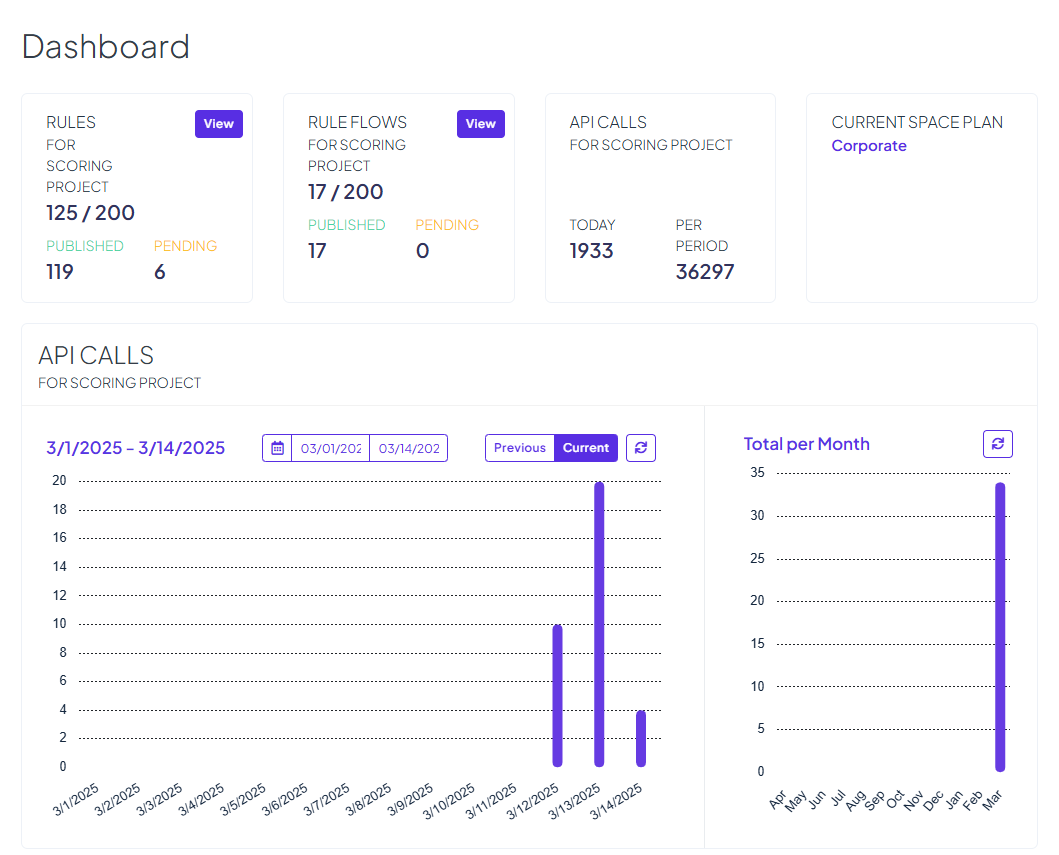 Dashboard
RULES
View
FOR
SCORING
PROJECT
125 / 200
PUBLISHED PENDING
119 6
RULE FLOWS
View
FOR SCORING
PROJECT
17 / 200
PUBLISHED PENDING
17 0
API CALLS
FOR SCORING PROJECT
TODAY
1933
PER
PERIOD
36297
CURRENT SPACE PLAN
Corporate
API CALLS
FOR SCORING PROJECT
3/1/2025 - 3/14/2025
03/01/202 03/14/202
Previous Current
20
18
16
14
12
10
8
6
4
2
0
3/1/2025 3/2/2025 3/3/2025 3/4/2025 3/5/2025 3/6/2025 3/7/2025 3/8/2025 3/9/2025 3/10/2025 3/11/2025 3/12/2025 3/13/2025 3/14/2025
Total per Month
35
30
25
20
15
10
5
0
Apr May Jun Jul Aug Sep Oct Nov Dec Jan Feb Mar